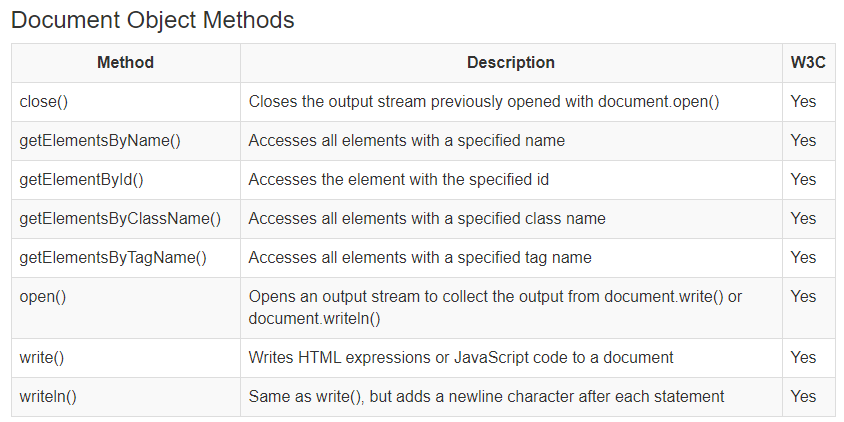 Document Object Methods
Method Description W3C
close() Closes the output stream previously opened with document.open() Yes
getElementsByName() Accesses all elements with a specified name Yes
getElementById() Accesses the element with the specified id Yes
getElementsByClassName() Accesses all elements with a specified class name Yes
getElementsByTagName() Accesses all elements with a specified tag name Yes
open() Opens an output stream to collect the output from document.write() or Yes
document.writeln()
write() Writes HTML expressions or JavaScript code to a document Yes
writeln() Same as write(), but adds a newline character after each statement Yes